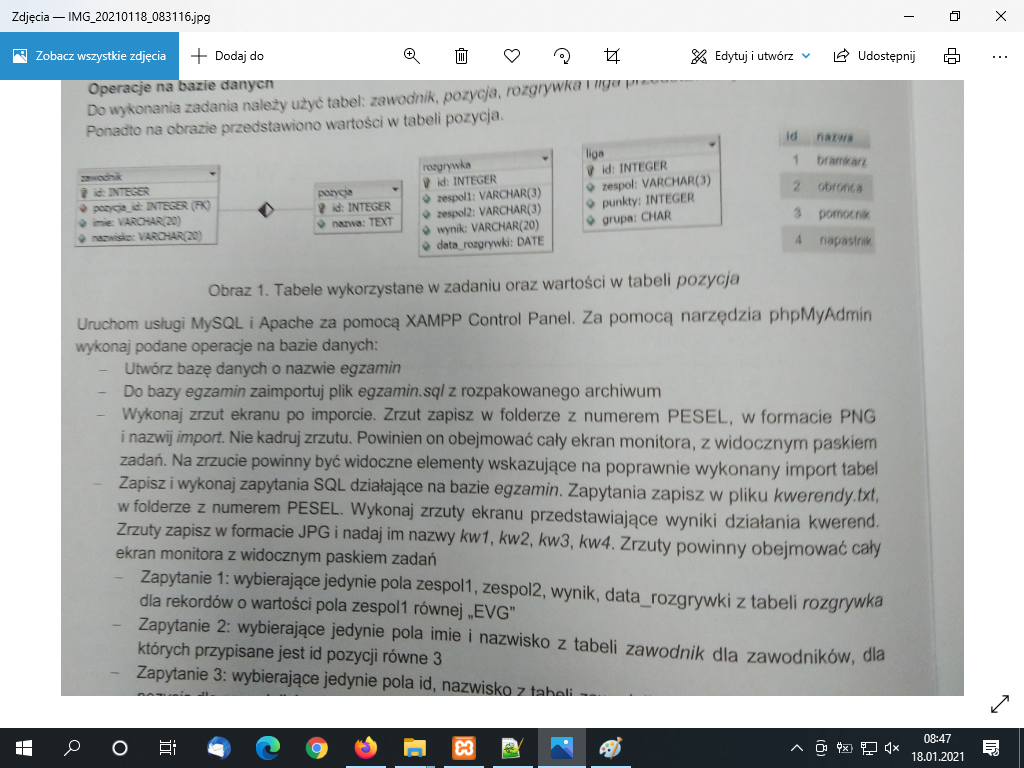 Zdjęcia — IMG_20210118_083116.jpg
Zobacz wszystkie zdjęcia
Dodaj do
Edytuj i utwórz
Udostępnij
Operacje na bazie danych
Do wykonania zadania należy użyć tabel: zawodnik, pozycja, rozgrywka i liga
Ponadto na obrazie przedstawiono wartości w tabeli pozycja.
zawodnik
id: INTEGER
pozycja_id: INTEGER (FK)
imie: VARCHAR(20)
nazwisko: VARCHAR(20)
pozycja
id: INTEGER
nazwa: TEXT
rozgrywka
id: INTEGER
zespol1: VARCHAR(3)
zespol2: VARCHAR(3)
wynik: VARCHAR(20)
data_rozgrywki: DATE
liga
id: INTEGER
zespol: VARCHAR(3)
punkty: INTEGER
grupa: CHAR
id nazwa
1 bramkarz
2 obronca
3 pomocnik
4 napastnik
Obraz 1. Tabele wykorzystane w zadaniu oraz wartości w tabeli pozycja
Uruchom usługi MySQL i Apache za pomocą XAMPP Control Panel. Za pomocą narzędzia phpMyAdmin
wykonaj podane operacje na bazie danych:
– Utwórz bazę danych o nazwie egzamin
– Do bazy egzamin zaimportuj plik egzamin.sql z rozpakowanego archiwum
– Wykonaj zrzut ekranu po imporcie. Zrzut zapisz w folderze z numerem PESEL, w formacie PNG
i nazwij import. Nie kadruj zrzutu. Powinien on obejmować cały ekran monitora, z widocznym paskiem
zadań. Na zrzucie powinny być widoczne elementy wskazujące na poprawnie wykonany import tabel
– Zapisz i wykonaj zapytania SQL działające na bazie egzamin. Zapytania zapisz w pliku kwerendy.txt,
w folderze z numerem PESEL. Wykonaj zrzuty ekranu przedstawiające wyniki działania kwerend.
Zrzuty zapisz w formacie JPG i nadaj im nazwy kw1, kw2, kw3, kw4. Zrzuty powinny obejmować cały
ekran monitora z widocznym paskiem zadań
– Zapytanie 1: wybierające jedynie pola zespol1, zespol2, wynik, data_rozgrywki z tabeli rozgrywka
dla rekordów o wartości pola zespol1 równej „EVG”
– Zapytanie 2: wybierające jedynie pola imie i nazwisko z tabeli zawodnik dla zawodników, dla
których przypisane jest id pozycji równe 3
– Zapytanie 3: wybierające jedynie pola id, nazwisko z tabeli
08:47
18.01.2021